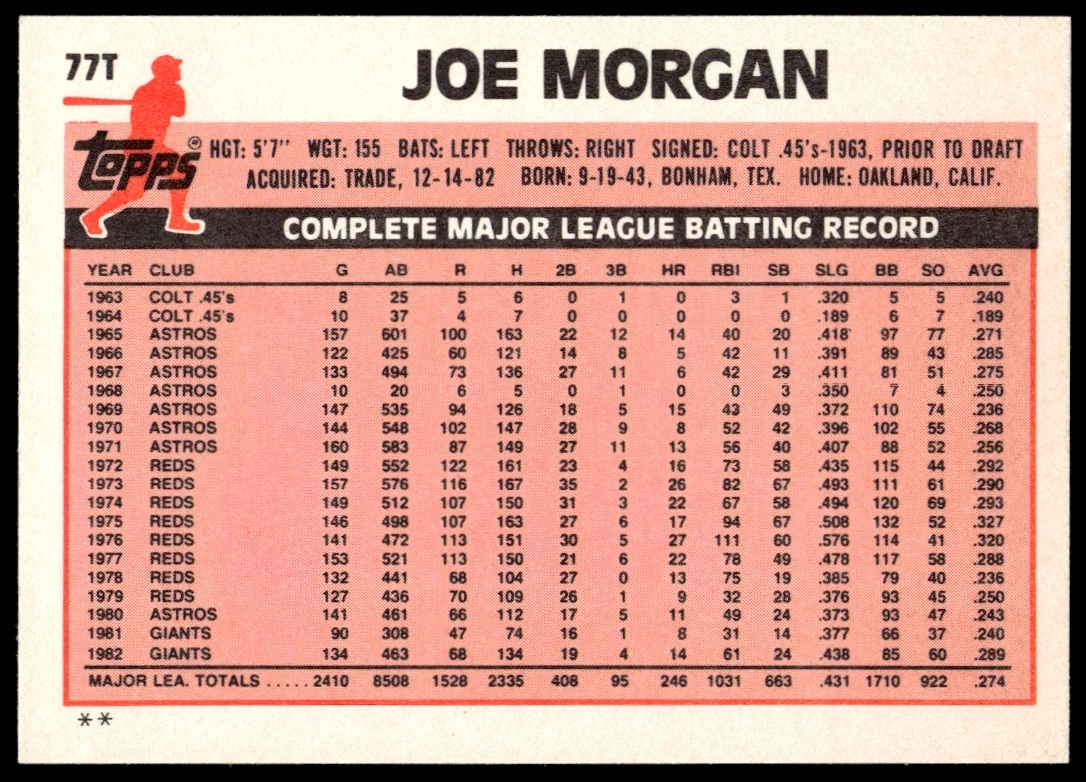 77T
JOE MORGAN
Topps®
HGT: 5'7" WGT: 155 BATS: LEFT THROWS: RIGHT SIGNED: COLT .45's-1963, PRIOR TO DRAFT
ACQUIRED: TRADE, 12-14-82 BORN: 9-19-43, BONHAM, TEX. HOME: OAKLAND, CALIF.
COMPLETE MAJOR LEAGUE BATTING RECORD
YEAR CLUB G AB R H 2B 3B HR RBI SB SLG BB SO AVG
1963 COLT .45's 8 25 5 6 0 1 0 3 1 .320 5 5 .240
1964 COLT .45's 10 37 4 7 0 0 0 0 0 .189 6 7 .189
1965 ASTROS 157 601 100 163 22 12 14 40 20 .418 97 77 .271
1966 ASTROS 122 425 60 121 14 8 5 42 11 .391 89 43 .285
1967 ASTROS 133 494 73 136 27 11 6 42 29 .411 81 51 .275
1968 ASTROS 10 20 6 5 0 1 0 0 3 .350 7 4 .250
1969 ASTROS 147 535 94 126 18 5 15 43 49 .372 110 74 .236
1970 ASTROS 144 548 102 147 28 9 8 52 42 .396 102 55 .268
1971 ASTROS 160 583 87 149 27 11 13 56 40 .407 88 52 .256
1972 REDS 149 552 122 161 23 4 16 73 58 .435 115 44 .292
1973 REDS 157 576 116 167 35 2 26 82 67 .493 111 61 .290
1974 REDS 149 512 107 150 31 3 22 67 58 .494 120 69 .293
1975 REDS 146 498 107 163 27 6 17 94 67 .508 132 52 .327
1976 REDS 141 472 113 151 30 5 27 111 60 .576 114 41 .320
1977 REDS 153 521 113 150 21 6 22 78 49 .478 117 58 .288
1978 REDS 132 441 68 104 27 0 13 75 19 .385 79 40 .236
1979 REDS 127 436 70 109 26 1 9 32 28 .376 93 45 .250
1980 ASTROS 141 461 66 112 17 5 11 49 24 .373 93 47 .243
1981 GIANTS 90 308 47 74 16 1 8 31 14 .377 66 37 .240
1982 GIANTS 134 463 68 134 19 4 14 61 24 .438 85 60 .289
MAJOR LEA. TOTALS ..... 2410 8508 1528 2335 408 95 246 1031 663 .431 1710 922 .274
**